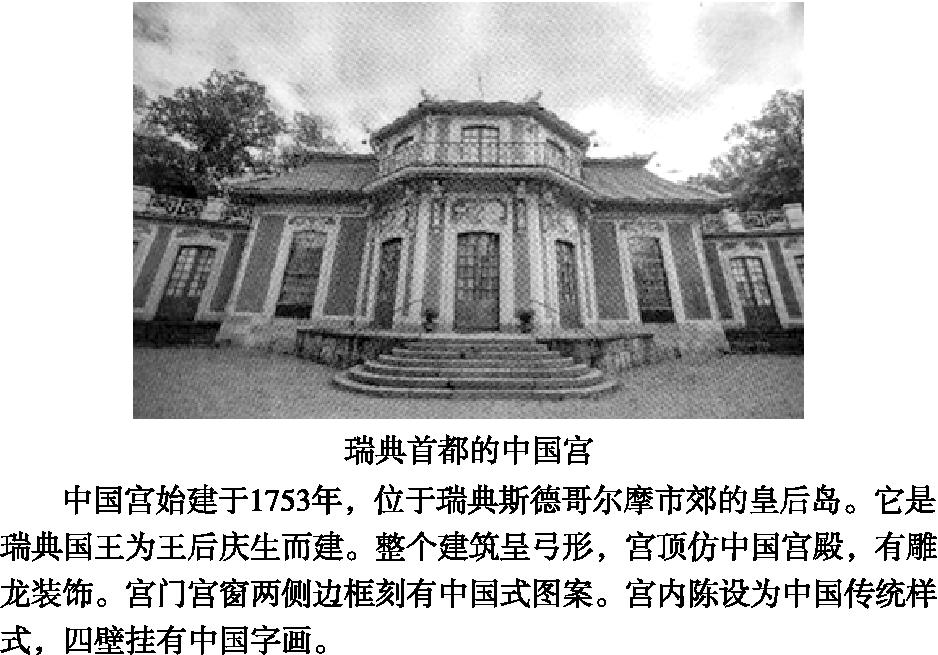 瑞典首都的中国宫
中国宫始建于1753年，位于瑞典斯德哥尔摩市郊的皇后岛。它是
瑞典国王为王后庆生而建。整个建筑呈弓形，宫顶仿中国宫殿，有雕
龙装饰。宫门宫窗两侧边框刻有中国式图案。宫内陈设为中国传统样
式，四壁挂有中国字画。